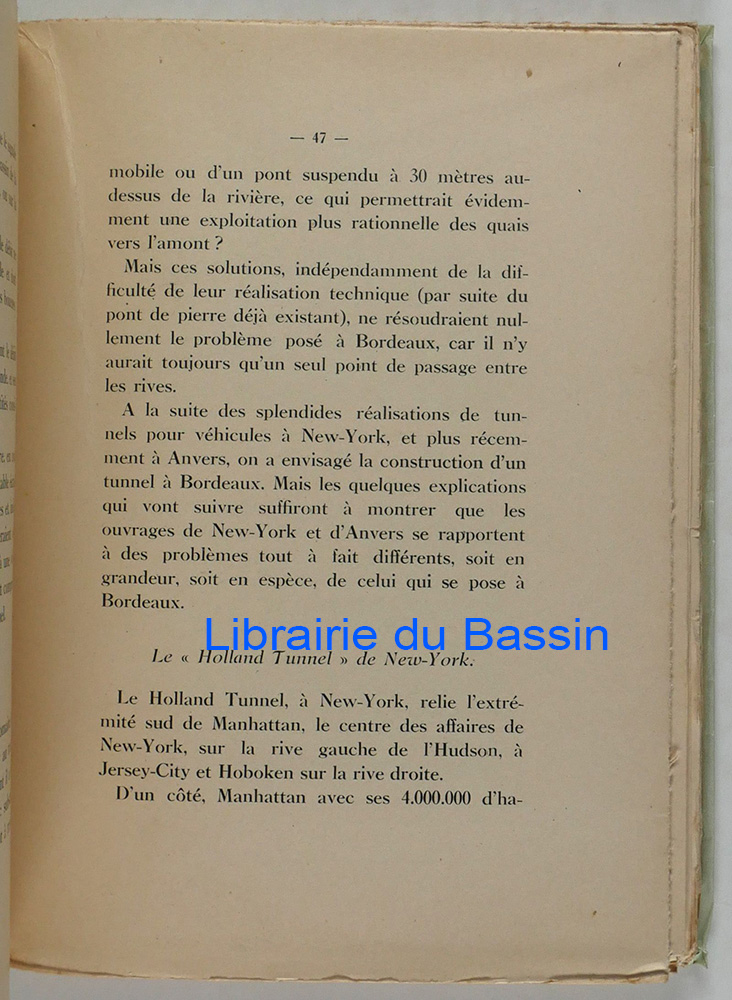 — 47 —
mobile ou d'un pont suspendu à 30 mètres au-
dessus de la rivière, ce qui permettrait évidem-
ment une exploitation plus rationnelle des quais
vers l'amont ?
Mais ces solutions, indépendamment de la dif-
ficulté de leur réalisation technique (par suite du
pont de pierre déjà existant), ne résoudraient nul-
lement le problème posé à Bordeaux, car il n'y
aurait toujours qu'un seul point de passage entre
les rives.
A la suite des splendides réalisations de tun-
nels pour véhicules à New-York, et plus récem-
ment à Anvers, on a envisagé la construction d'un
tunnel à Bordeaux. Mais les quelques explications
qui vont suivre suffiront à montrer que les
ouvrages de New-York et d'Anvers se rapportent
à des problèmes tout à fait différents, soit en
grandeur, soit en espèce, de celui qui se pose à
Bordeaux.
Librairie du Bassin
Le « Holland Tunnel » de New-York.
Le Holland Tunnel, à New-York, relie l'extré-
mité sud de Manhattan, le centre des affaires de
New-York, sur la rive gauche de l'Hudson, à
Jersey-City et Hoboken sur la rive droite.
D'un côté, Manhattan avec ses 4.000.000 d'ha-